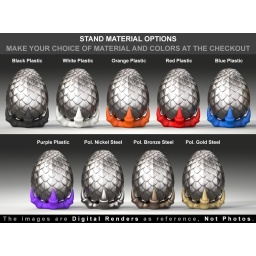 STAND MATERIAL OPTIONS
MAKE YOUR CHOICE OF MATERIAL AND COLORS AT THE CHECKOUT
Black Plastic White Plastic Orange Plastic Red Plastic Blue Plastic
Purple Plastic Pol. Nickel Steel Pol. Bronze Steel Pol. Gold Steel
The images are Digital Renders as reference, Not Photos.